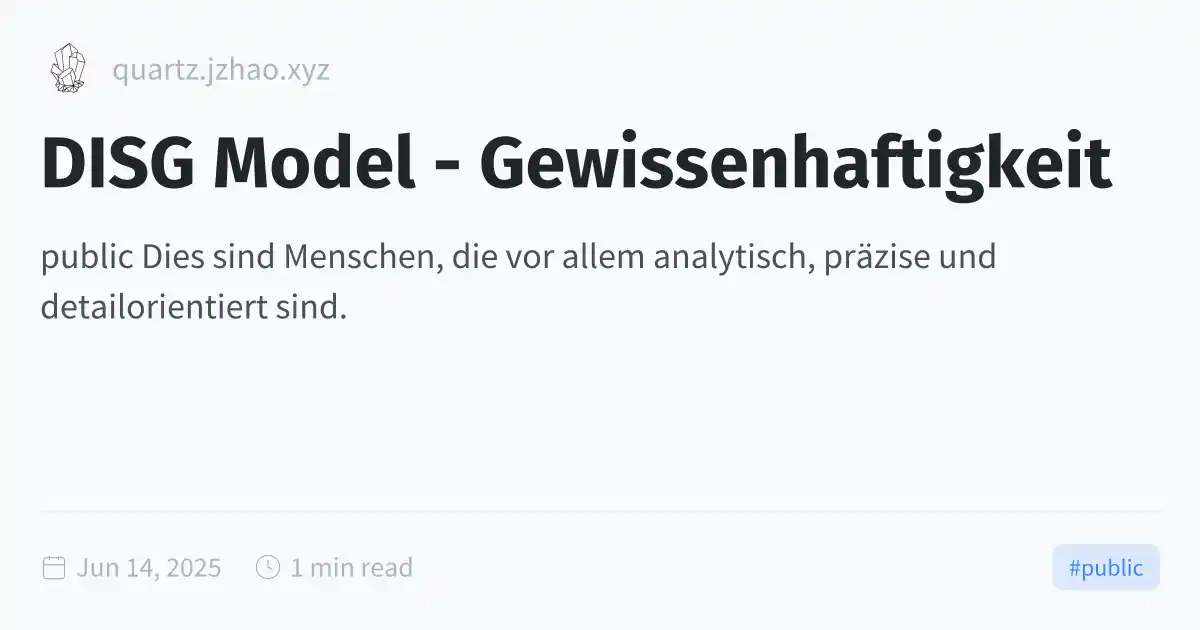 quartz.jzhao.xyz
DISG Model - Gewissenhaftigkeit
public Dies sind Menschen, die vor allem analytisch, präzise und
detailorientiert sind.
Jun 14, 2025 1 min read #public